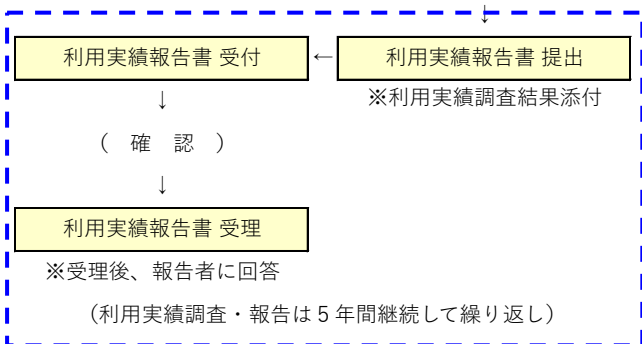 ↓
利用実績報告書 受付 ← 利用実績報告書 提出
↓ ※利用実績調査結果添付
（　確　認　）
↓
利用実績報告書 受理
※受理後、報告者に回答
（利用実績調査・報告は５年間継続して繰り返し）